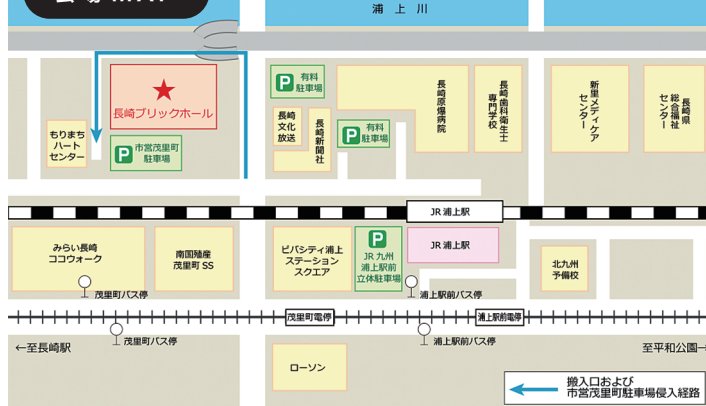 浦上川
長崎ブリックホール
もりまち
ハート
センター
P
市営茂里町
駐車場
P
有料
駐車場
長崎
文化
放送
長崎新聞社
P
有料
駐車場
長崎原爆病院
長崎歯科衛生士
専門学校
新里メディケア
センター
長崎県
総合福祉
センター
JR 浦上駅
みらい長崎
ココウォーク
南国殖産
茂里町 SS
ビバシティ浦上
ステーション
スクエア
P
JR 九州
浦上駅前
立体駐車場
JR 浦上駅
北九州
予備校
茂里町バス停
浦上駅前バス停
茂里町電停
浦上駅前電停
茂里町バス停
浦上駅前バス停
←至長崎駅
至平和公園→
ローソン
搬入口および
市営茂里町駐車場侵入経路